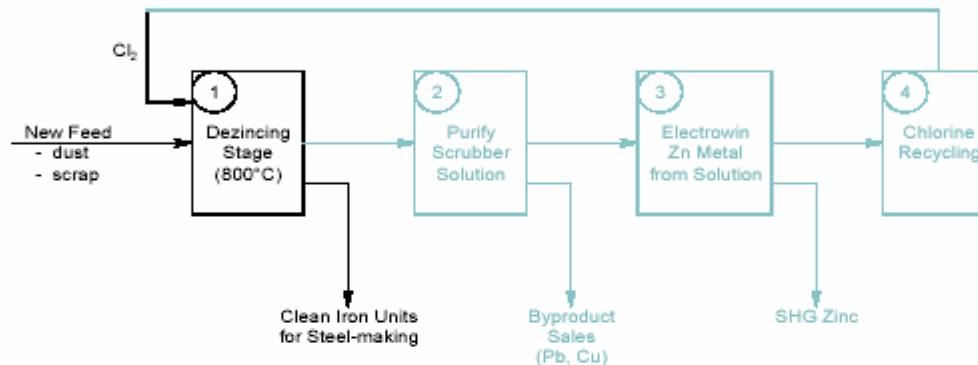 Cl₂
1
2
3
4
New Feed
- dust
- scrap
Dezincing
Stage
(800°C)
Purify
Scrubber
Solution
Electrowin
Zn Metal
from Solution
Chlorine
Recycling
Clean Iron Units
for Steel-making
Byproduct
Sales
(Pb, Cu)
SHG Zinc